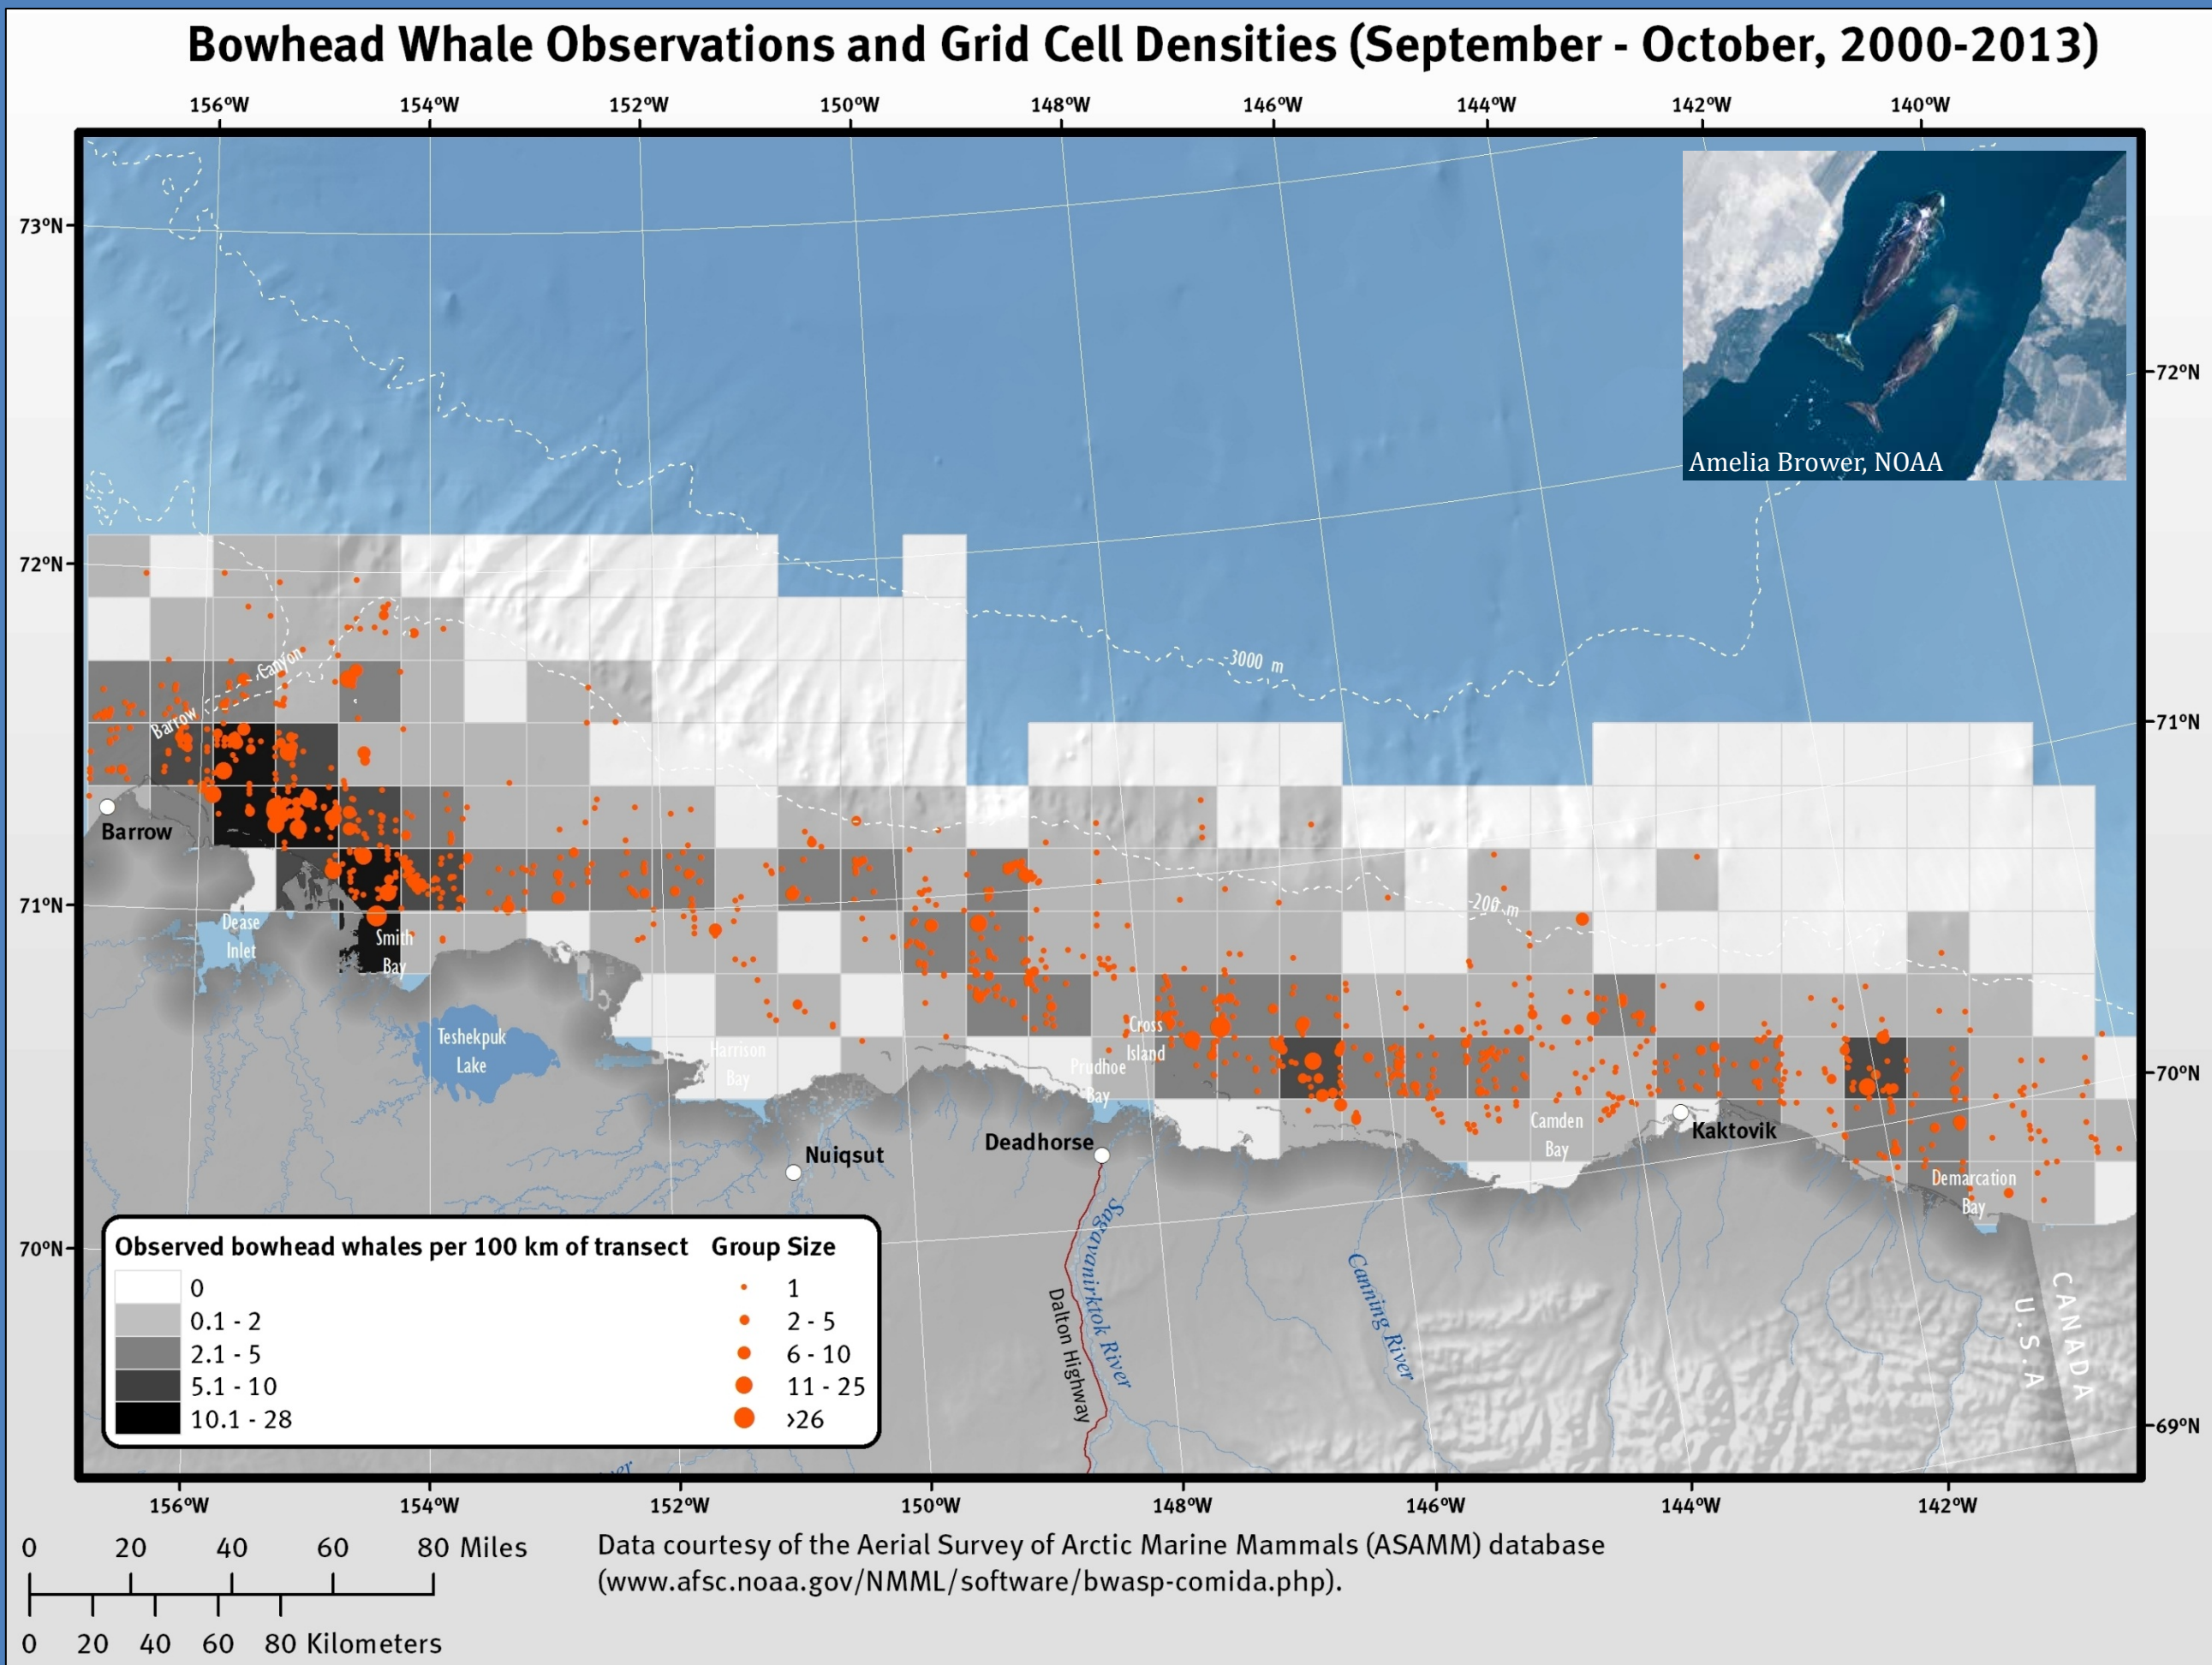 Bowhead Whale Observations and Grid Cell Densities (September - October, 2000-2013)
156°W 154°W 152°W 150°W 148°W 146°W 144°W 142°W 140°W
73°N
72°N
Amelia Brower, NOAA
72°N
-3000 m
Canyon
Barrow
71°N
Barrow
71°N
-200 m
Dease
Inlet
Smith
Bay
Teshekpuk
Lake
Harrison
Bay
Cross
Island
Prudhoe
Bay
70°N
Camden
Bay
Kaktovik
Deadhorse
Nuiqsut
Demarcation
Bay
Sagavanirktok River
Dalton Highway
Canning River
CANADA
U.S.A
70°N
69°N
Observed bowhead whales per 100 km of transect Group Size
0 1
0.1 - 2 2 - 5
2.1 - 5 6 - 10
5.1 - 10 11 - 25
10.1 - 28 >26
156°W 154°W 152°W 150°W 148°W 146°W 144°W 142°W
0 20 40 60 80 Miles
0 20 40 60 80 Kilometers
Data courtesy of the Aerial Survey of Arctic Marine Mammals (ASAMM) database
(www.afsc.noaa.gov/NMML/software/bwasp-comida.php).